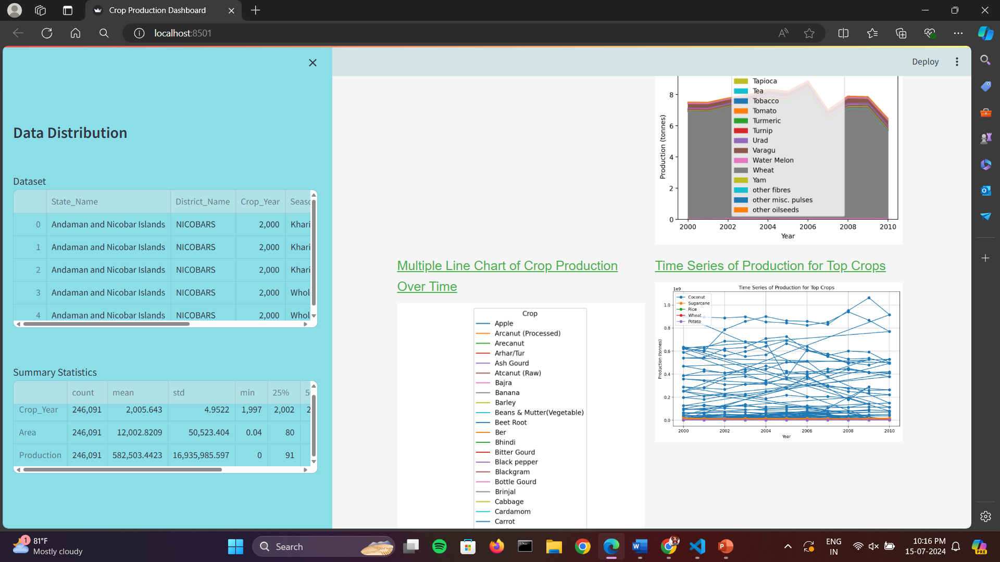 Crop Production Dashboard
localhost:8501
Deploy
Data Distribution
Dataset
State_Name District_Name Crop_Year Seaso
0 Andaman and Nicobar Islands NICOBARS 2,000 Khari
1 Andaman and Nicobar Islands NICOBARS 2,000 Khari
2 Andaman and Nicobar Islands NICOBARS 2,000 Khari
3 Andaman and Nicobar Islands NICOBARS 2,000 Whol
4 Andaman and Nicobar Islands NICOBARS 2,000 Whol
Summary Statistics
count mean std min 25% 5
Crop_Year 246,091 2,005.643 4.9522 1,997 2,002 2
Area 246,091 12,002.8209 50,523.404 0.04 80
Production 246,091 582,503.4423 16,935,985.597 0 91
Tapioca
Tea
Tobacco
Tomato
Turmeric
Turnip
Urad
Varagu
Water Melon
Wheat
Yam
other fibres
other misc. pulses
other oilseeds
8
6
4
2
0
Production (tonnes)
2000 2002 2004 2006 2008 2010
Year
Multiple Line Chart of Crop Production
Over Time
Crop
Apple
Arcanut (Processed)
Arecanut
Arhar/Tur
Ash Gourd
Atcanut (Raw)
Bajra
Banana
Barley
Beans & Mutter(Vegetable)
Beet Root
Ber
Bhindi
Bitter Gourd
Black pepper
Blackgram
Bottle Gourd
Brinjal
Cabbage
Cardamom
Carrot
Time Series of Production for Top Crops
Time Series of Production for Top Crops
1e9
Coconut
Sugarcane
Rice
Wheat
Potato
1.0
0.8
0.6
0.4
0.2
0.0
Production (tonnes)
2000 2002 2004 2006 2008 2010
Year
1
81°F
Mostly cloudy
Search
ENG
IN
10:16 PM
15-07-2024
PRE